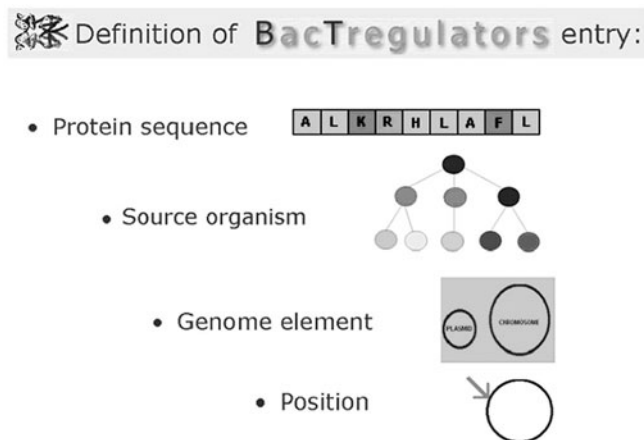 Definition of BacTregulators entry:
• Protein sequence
A L K R H L A F L
• Source organism
• Genome element
PLASMID CHROMOSOME
• Position